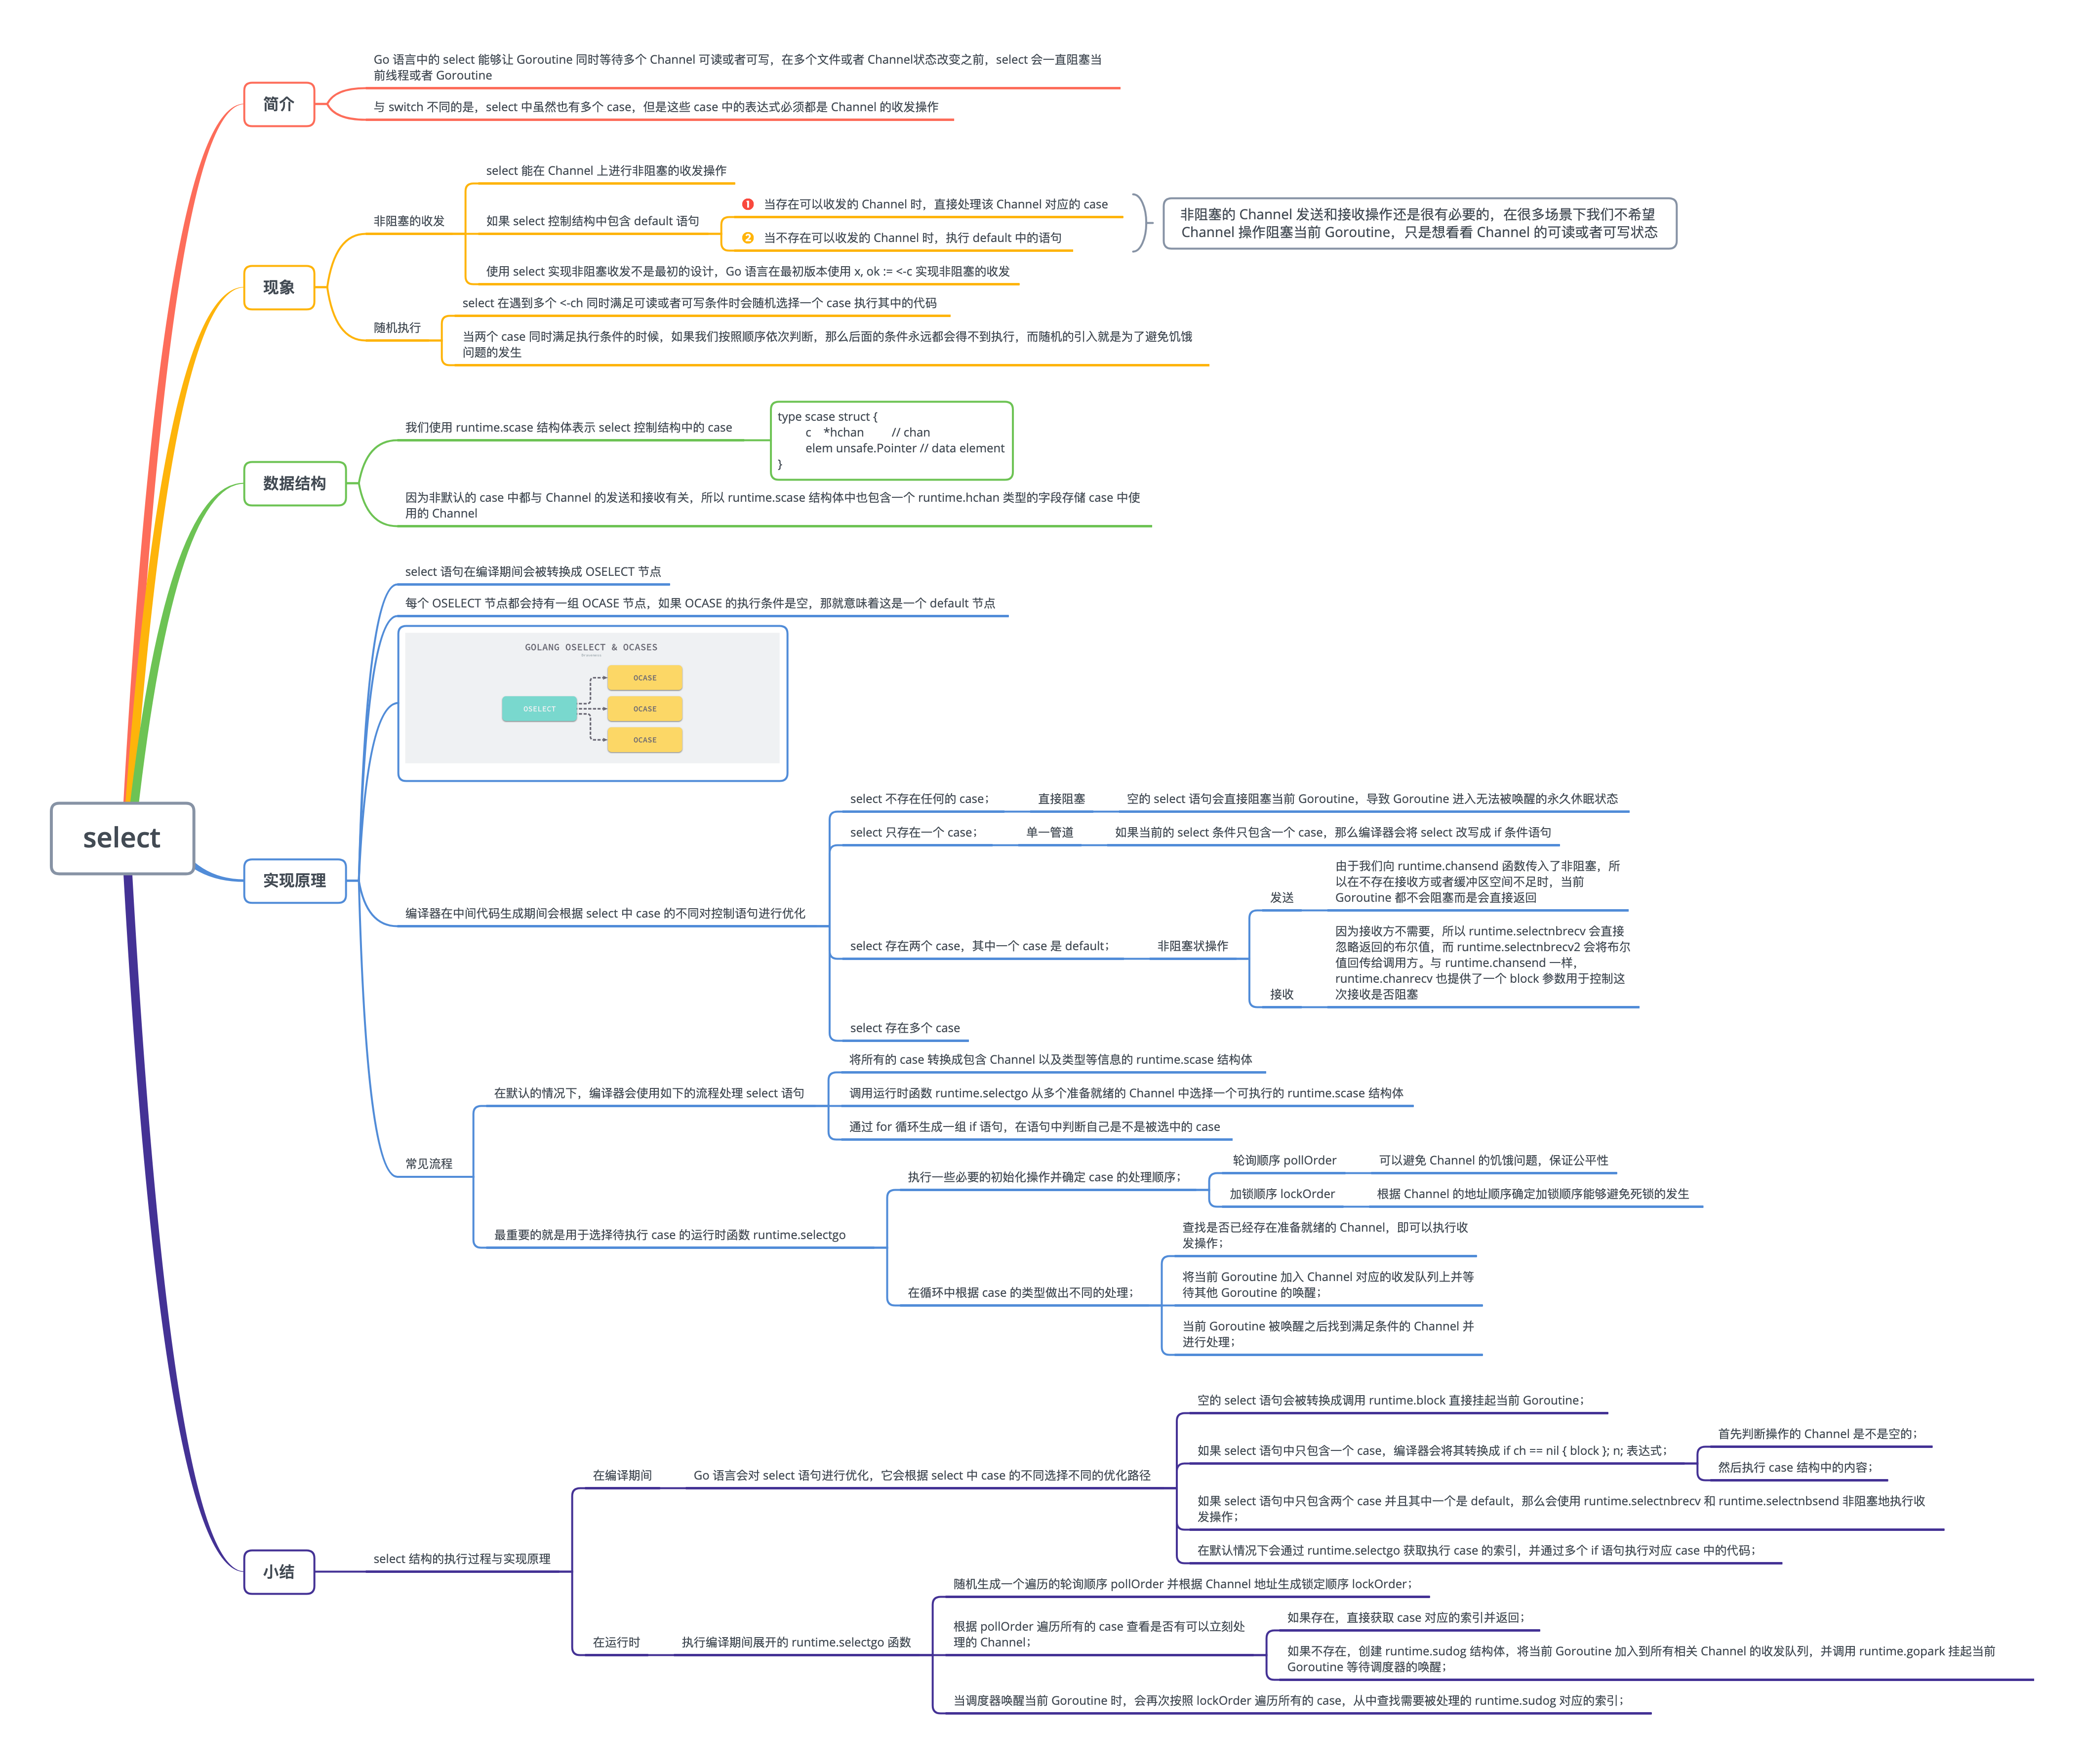 select
简介
Go 语言中的 select 能够让 Goroutine 同时等待多个 Channel 可读或者可写，在多个文件或者 Channel状态改变之前，select 会一直阻塞当
前线程或者 Goroutine
与 switch 不同的是，select 中虽然也有多个 case，但是这些 case 中的表达式必须都是 Channel 的收发操作
现象
非阻塞的收发
select 能在 Channel 上进行非阻塞的收发操作
如果 select 控制结构中包含 default 语句
1 当存在可以收发的 Channel 时，直接处理该 Channel 对应的 case
2 当不存在可以收发的 Channel 时，执行 default 中的语句
非阻塞的 Channel 发送和接收操作还是很有必要的，在很多场景下我们不希望
Channel 操作阻塞当前 Goroutine，只是想看看 Channel 的可读或者可写状态
使用 select 实现非阻塞收发不是最初的设计，Go 语言在最初版本使用 x, ok := <-c 实现非阻塞的收发
随机执行
select 在遇到多个 <-ch 同时满足可读或者可写条件时会随机选择一个 case 执行其中的代码
当两个 case 同时满足执行条件的时候，如果我们按照顺序依次判断，那么后面的条件永远都会得不到执行，而随机的引入就是为了避免饥饿
问题的发生
数据结构
我们使用 runtime.scase 结构体表示 select 控制结构中的 case
type scase struct {
c    *hchan         // chan
elem unsafe.Pointer // data element
}
因为非默认的 case 中都与 Channel 的发送和接收有关，所以 runtime.scase 结构体中也包含一个 runtime.hchan 类型的字段存储 case 中使
用的 Channel
实现原理
select 语句在编译期间会被转换成 OSELECT 节点
每个 OSELECT 节点都会持有一组 OCASE 节点，如果 OCASE 的执行条件是空，那就意味着这是一个 default 节点
GOLANG OSELECT & OCASES
OSELECT
OCASE
OCASE
OCASE
编译器在中间代码生成期间会根据 select 中 case 的不同对控制语句进行优化
select 不存在任何的 case；
直接阻塞
空的 select 语句会直接阻塞当前 Goroutine，导致 Goroutine 进入无法被唤醒的永久休眠状态
select 只存在一个 case；
单一管道
如果当前的 select 条件只包含一个 case，那么编译器会将 select 改写成 if 条件语句
select 存在两个 case，其中一个 case 是 default；
非阻塞状操作
发送
由于我们向 runtime.chansend 函数传入了非阻塞，所
以在不存在接收方或者缓冲区空间不足时，当前
Goroutine 都不会阻塞而是会直接返回
接收
因为接收方不需要，所以 runtime.selectnbrecv 会直接
忽略返回的布尔值，而 runtime.selectnbrecv2 会将布尔
值回传给调用方。与 runtime.chansend 一样，
runtime.chanrecv 也提供了一个 block 参数用于控制这
次接收是否阻塞
select 存在多个 case
常见流程
在默认的情况下，编译器会使用如下的流程处理 select 语句
将所有的 case 转换成包含 Channel 以及类型等信息的 runtime.scase 结构体
调用运行时函数 runtime.selectgo 从多个准备就绪的 Channel 中选择一个可执行的 runtime.scase 结构体
通过 for 循环生成一组 if 语句，在语句中判断自己是不是被选中的 case
最重要的就是用于选择待执行 case 的运行时函数 runtime.selectgo
执行一些必要的初始化操作并确定 case 的处理顺序；
轮询顺序 pollOrder
可以避免 Channel 的饥饿问题，保证公平性
加锁顺序 lockOrder
根据 Channel 的地址顺序确定加锁顺序能够避免死锁的发生
在循环中根据 case 的类型做出不同的处理；
查找是否已经存在准备就绪的 Channel，即可以执行收
发操作；
将当前 Goroutine 加入 Channel 对应的收发队列上并等
待其他 Goroutine 的唤醒；
当前 Goroutine 被唤醒之后找到满足条件的 Channel 并
进行处理；
小结
select 结构的执行过程与实现原理
在编译期间
Go 语言会对 select 语句进行优化，它会根据 select 中 case 的不同选择不同的优化路径
空的 select 语句会被转换成调用 runtime.block 直接挂起当前 Goroutine；
如果 select 语句中只包含一个 case，编译器会将其转换成 if ch == nil { block }; n; 表达式；
首先判断操作的 Channel 是不是空的；
然后执行 case 结构中的内容；
如果 select 语句中只包含两个 case 并且其中一个是 default，那么会使用 runtime.selectnbrecv 和 runtime.selectnbsend 非阻塞地执行收
发操作；
在默认情况下会通过 runtime.selectgo 获取执行 case 的索引，并通过多个 if 语句执行对应 case 中的代码；
在运行时
执行编译期间展开的 runtime.selectgo 函数
随机生成一个遍历的轮询顺序 pollOrder 并根据 Channel 地址生成锁定顺序 lockOrder；
根据 pollOrder 遍历所有的 case 查看是否有可以立刻处
理的 Channel；
如果存在，直接获取 case 对应的索引并返回；
如果不存在，创建 runtime.sudog 结构体，将当前 Goroutine 加入到所有相关 Channel 的收发队列，并调用 runtime.gopark 挂起当前
Goroutine 等待调度器的唤醒；
当调度器唤醒当前 Goroutine 时，会再次按照 lockOrder 遍历所有的 case，从中查找需要被处理的 runtime.sudog 对应的索引；